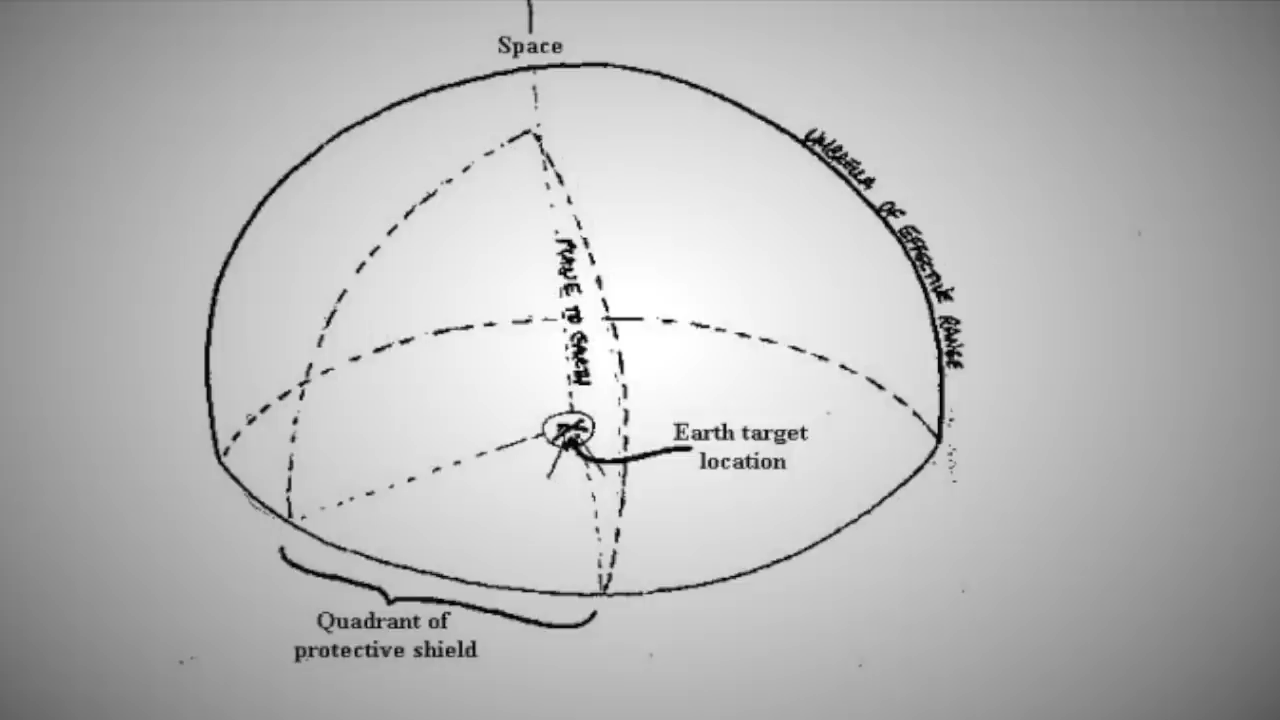 Space
UMBRELLA OF EFFECTIVE RANGE
PLANE TO EARTH
Earth target
location
Quadrant of
protective shield